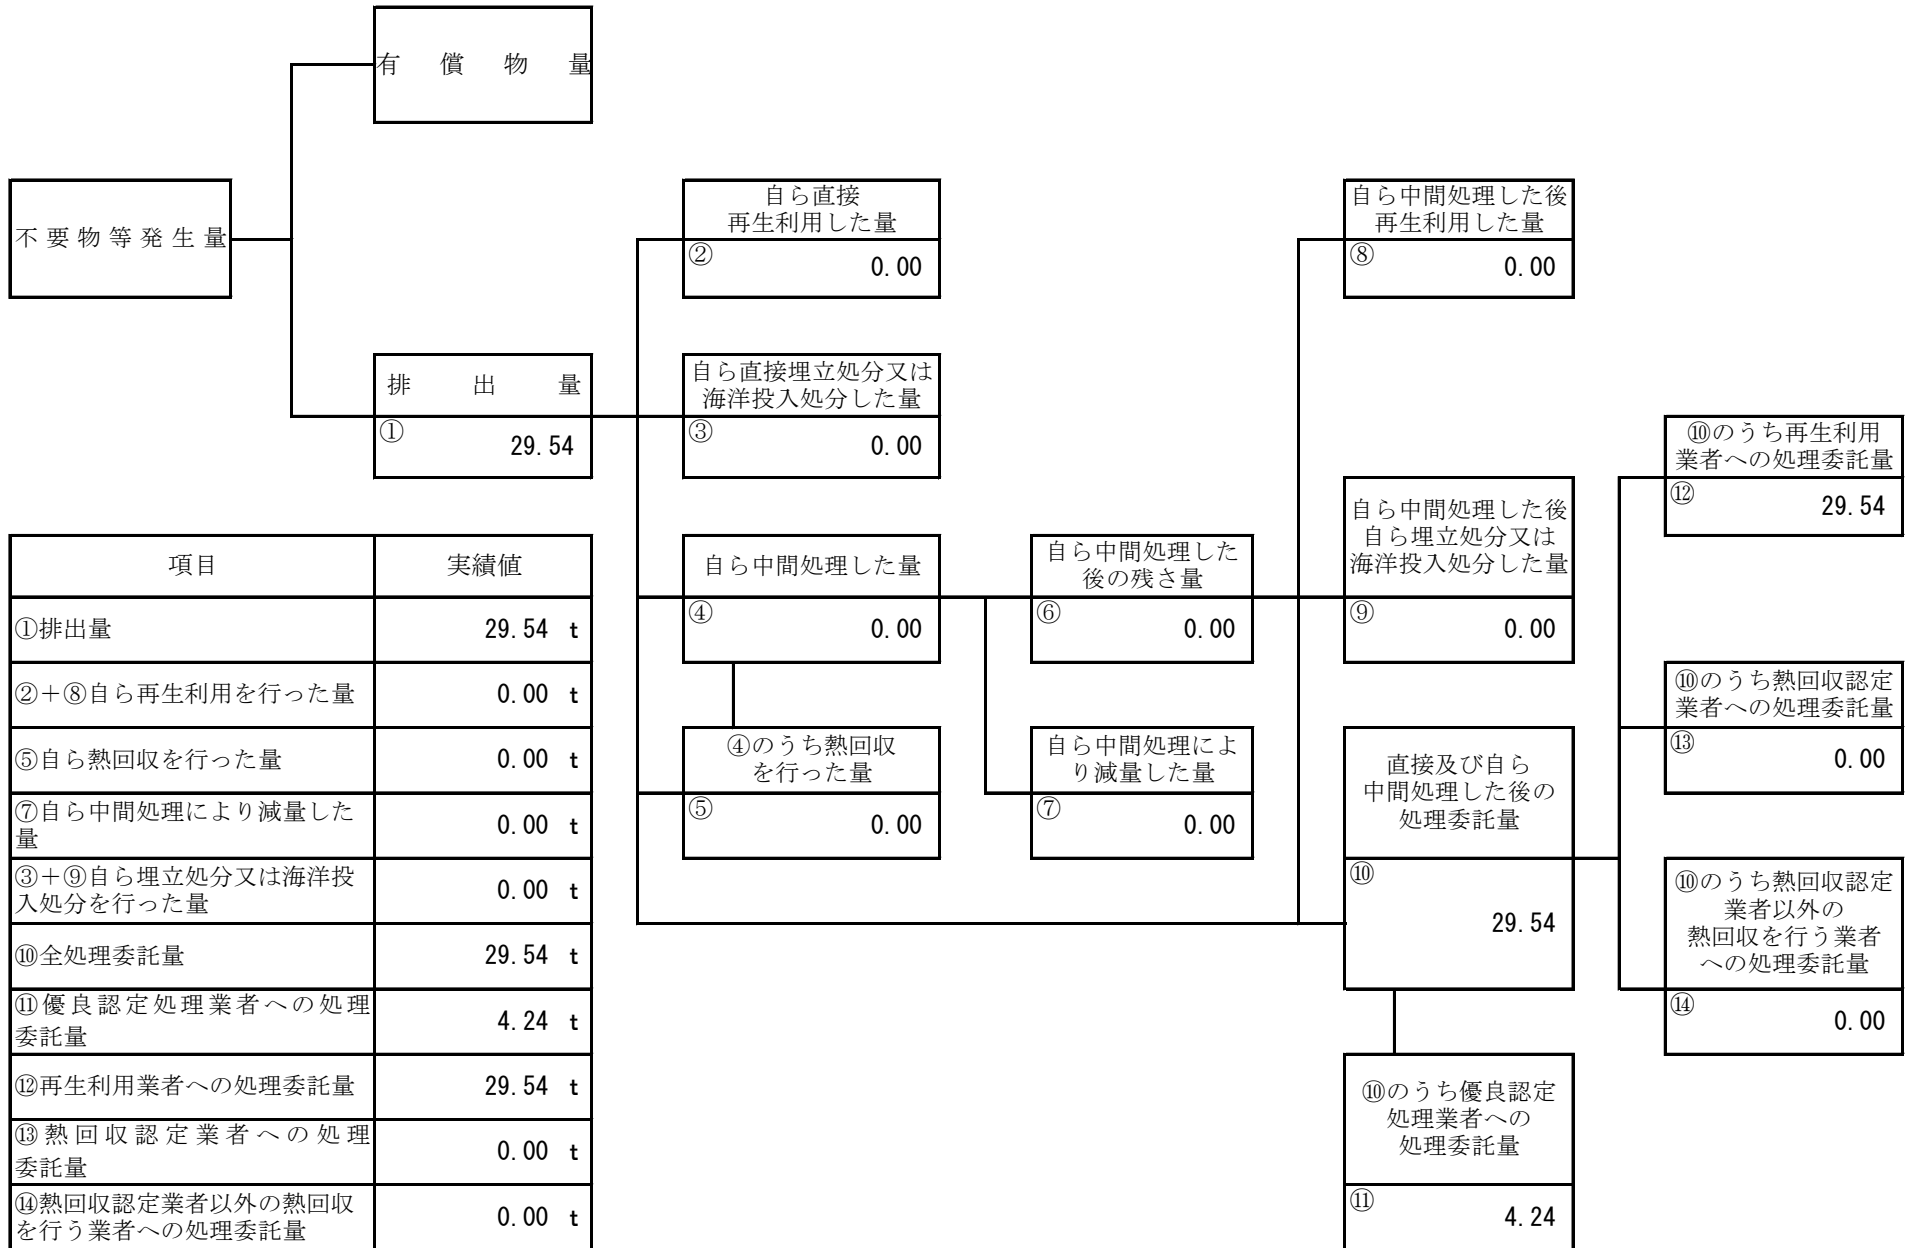 有償物量
不要物等発生量
排出量
① 29.54
自ら直接
再生利用した量
② 0.00
自ら直接埋立処分又は
海洋投入処分した量
③ 0.00
自ら中間処理した量
④ 0.00
④のうち熱回収
を行った量
⑤ 0.00
自ら中間処理した
後の残さ量
⑥ 0.00
自ら中間処理によ
り減量した量
⑦ 0.00
自ら中間処理した後
再生利用した量
⑧ 0.00
自ら中間処理した後
自ら埋立処分又は
海洋投入処分した量
⑨ 0.00
直接及び自ら
中間処理した後の
処理委託量
⑩
29.54
⑩のうち優良認定
処理業者への
処理委託量
⑪ 4.24
⑩のうち再生利用
業者への処理委託量
⑫ 29.54
⑩のうち熱回収認定
業者への処理委託量
⑬ 0.00
⑩のうち熱回収認定
業者以外の
熱回収を行う業者
への処理委託量
⑭ 0.00
項目 実績値
①排出量 29.54 t
②＋⑧自ら再生利用を行った量 0.00 t
⑤自ら熱回収を行った量 0.00 t
⑦自ら中間処理により減量した
量 0.00 t
③＋⑨自ら埋立処分又は海洋投
入処分を行った量 0.00 t
⑩全処理委託量 29.54 t
⑪優良認定処理業者への処理
委託量 4.24 t
⑫再生利用業者への処理委託量 29.54 t
⑬熱回収認定業者への処理
委託量 0.00 t
⑭熱回収認定業者以外の熱回収
を行う業者への処理委託量 0.00 t